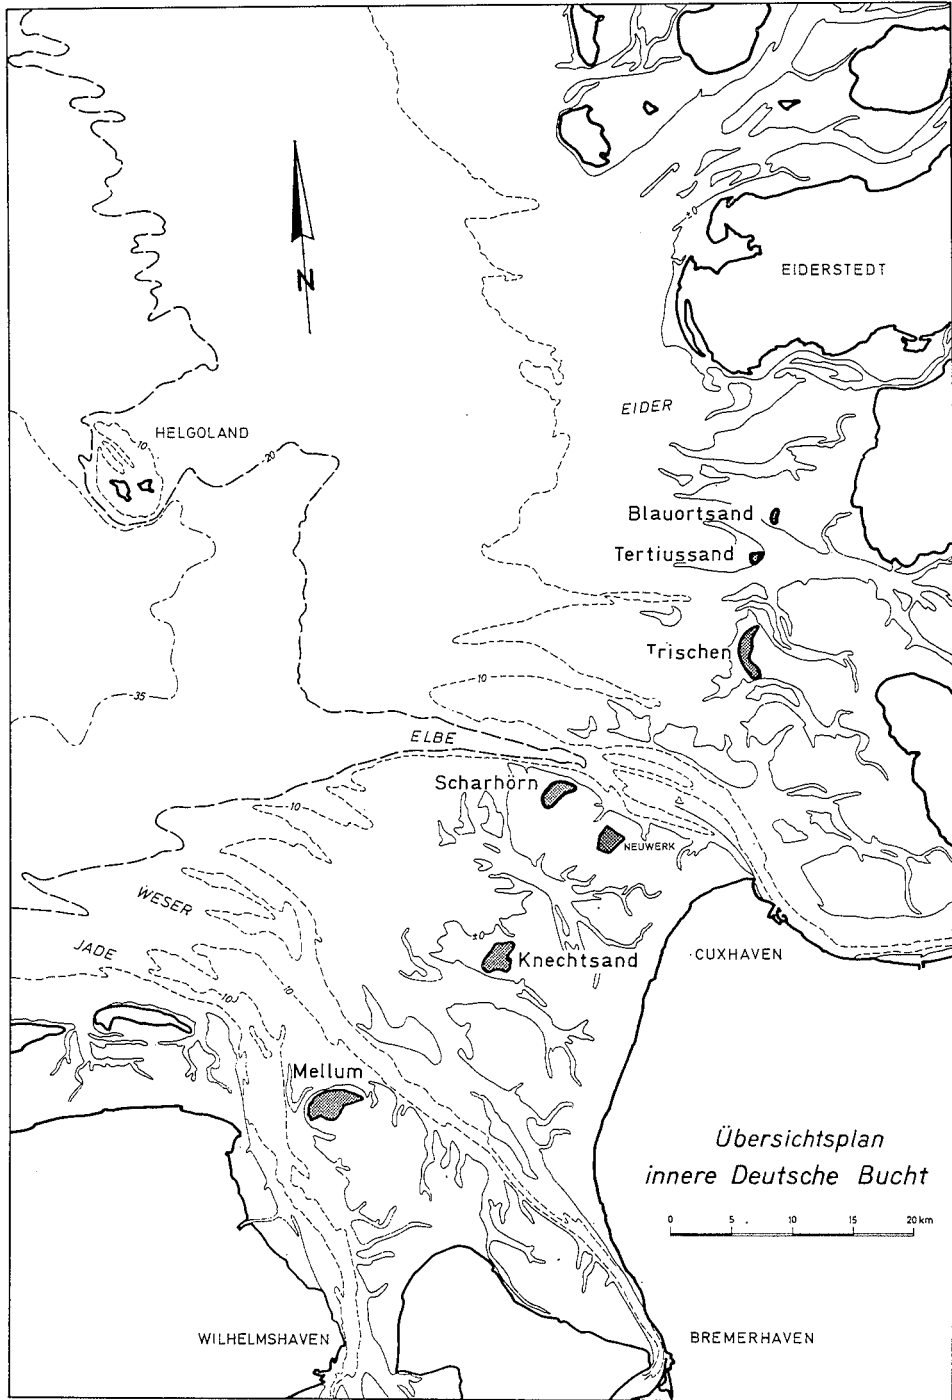 ±0
EIDERSTEDT
N
EIDER
HELGOLAND
10
20
Blauortsand
Tertiussand
Trischen
10
35
ELBE
Scharhörn
10
NEUWERK
WESER
±0
JADE
Knechtsand
CUXHAVEN
10
10
Mellum
Übersichtsplan
innere Deutsche Bucht
0 5 10 15 20 km
WILHELMSHAVEN
BREMERHAVEN